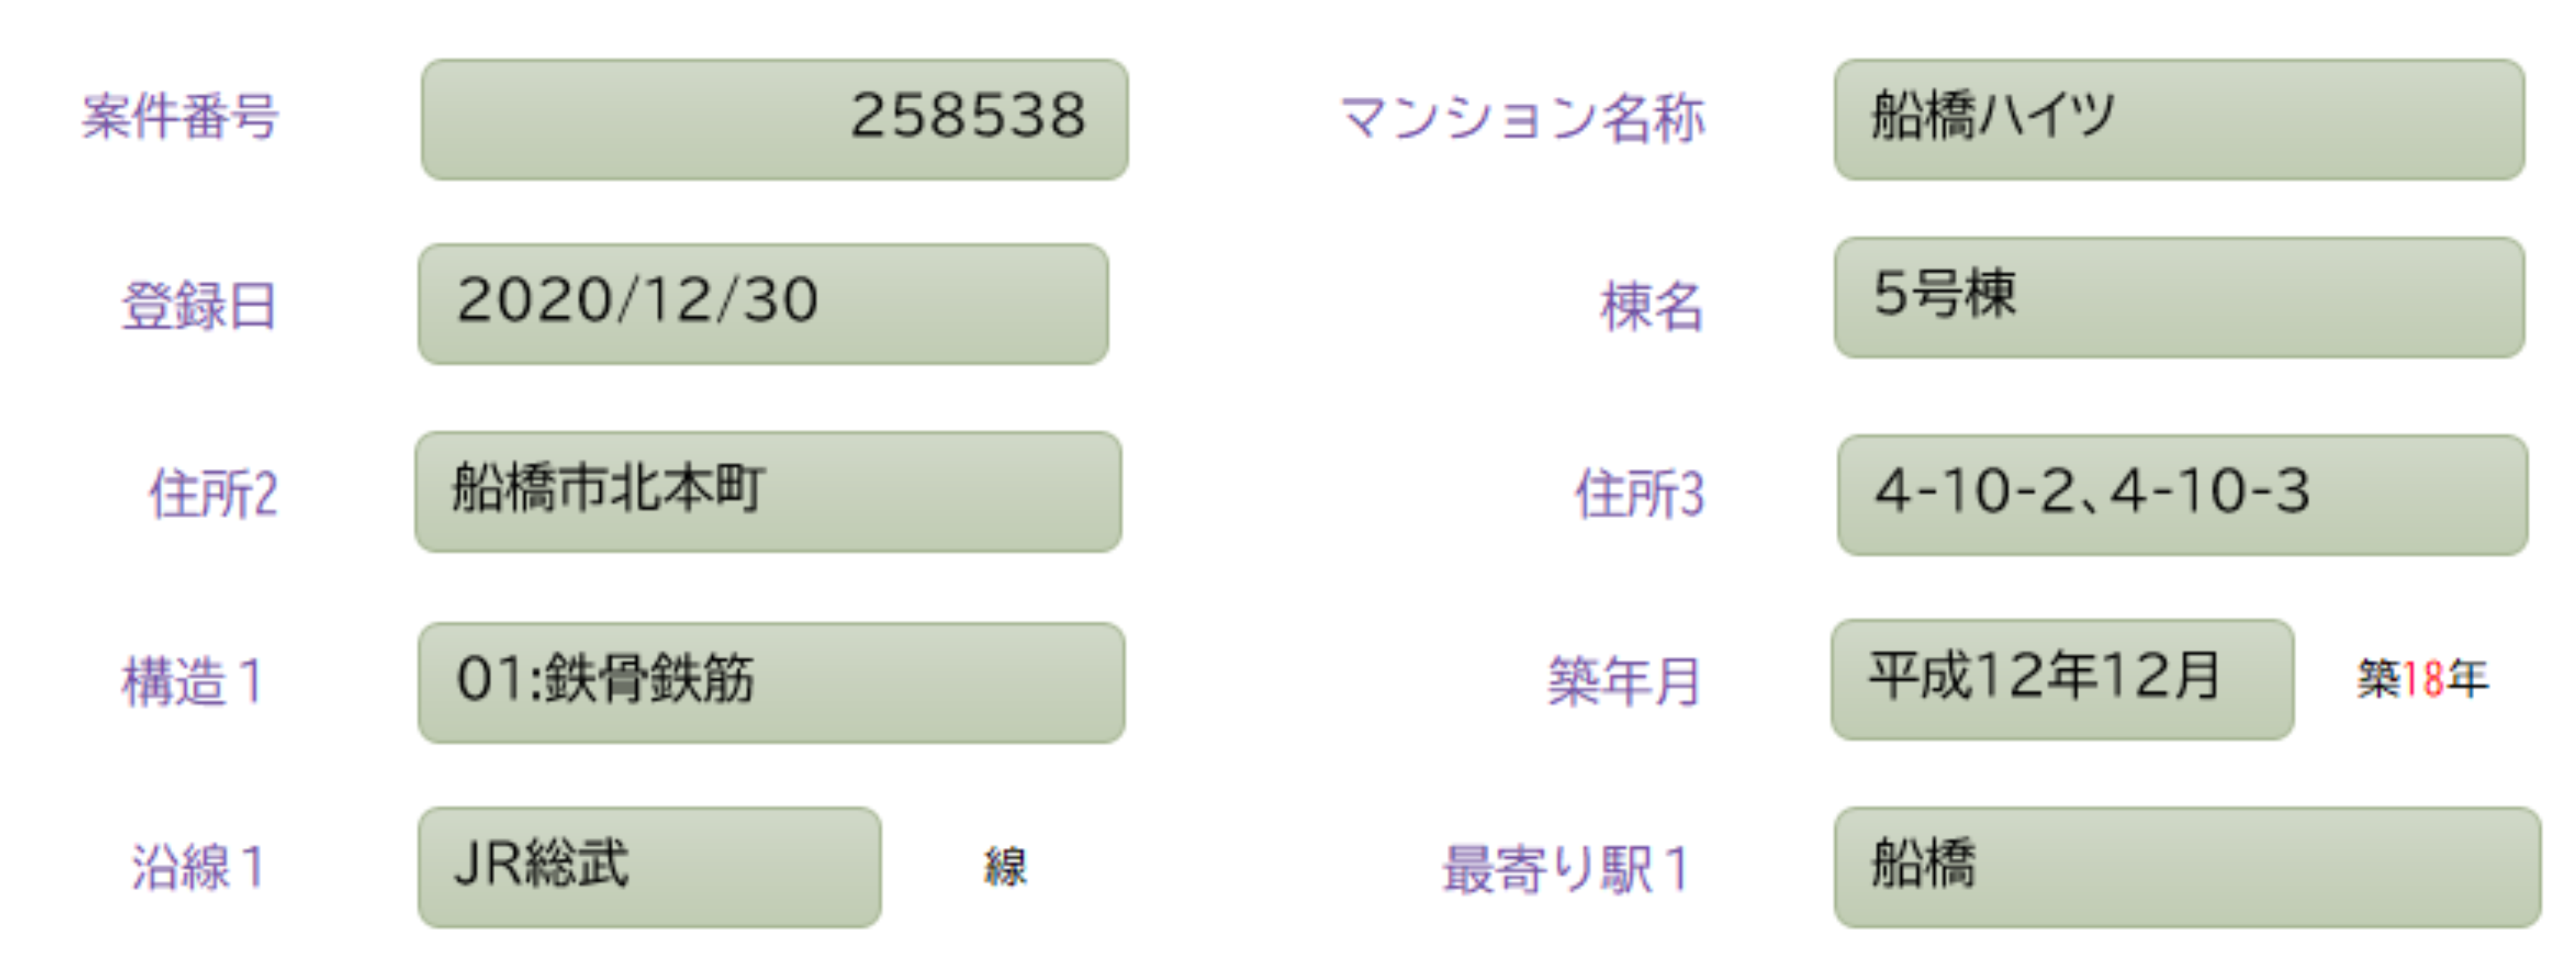 案件番号 258538 マンション名称 船橋ハイツ
登録日 2020/12/30 棟名 5号棟
住所2 船橋市北本町 住所3 4-10-2、4-10-3
構造1 01:鉄骨鉄筋 築年月 平成12年12月 築18年
沿線1 JR総武 線 最寄り駅1 船橋